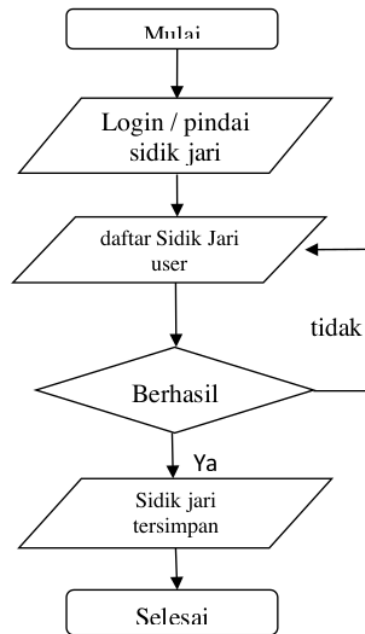 Mulai
Login / pindai
sidik jari
daftar Sidik Jari
user
tidak
Berhasil
Ya
Sidik jari
tersimpan
Selesai